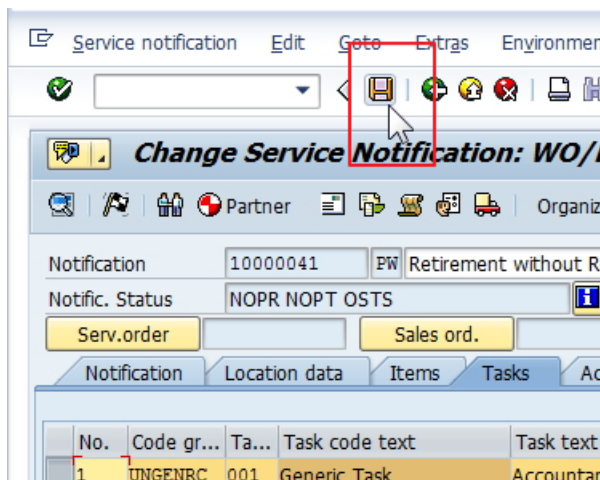 Service notification Edit Goto Extras Environmen
Change Service Notification: WO/
Partner Organiz
Notification 10000041 PW Retirement without R
Notific. Status NOPR NOPT OSTS
Serv.order Sales ord.
Notification Location data Items Tasks Ac
No. Code gr... Ta... Task code text Task text
1 UNGENRC 001 Generic Task Accountan